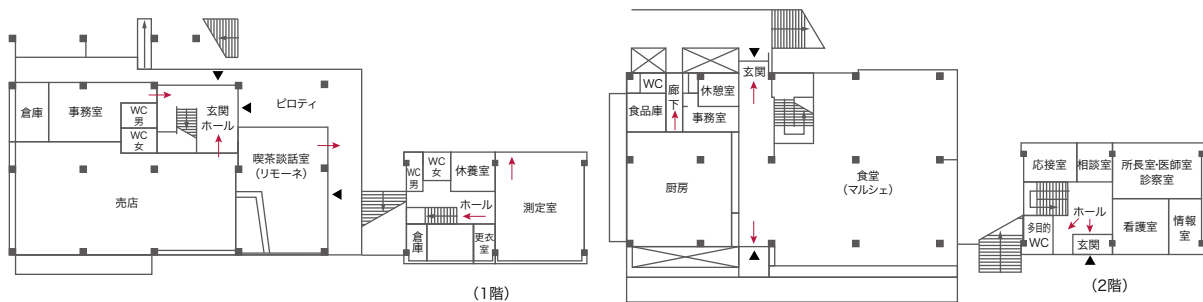 倉庫
事務室
WC
男
WC
女
玄関
ホール
ピロティ
喫茶談話室
(リモーネ)
売店
WC
男
WC
女
休養室
ホール
測定室
倉
庫
更衣
室
(1階)
玄関
WC
廊
下
休憩室
食品庫
事務室
厨房
食堂
(マルシェ)
応接室
相談室
所長室・医師室
診察室
ホール
多目的
WC
玄関
看護室
情報
室
(2階)